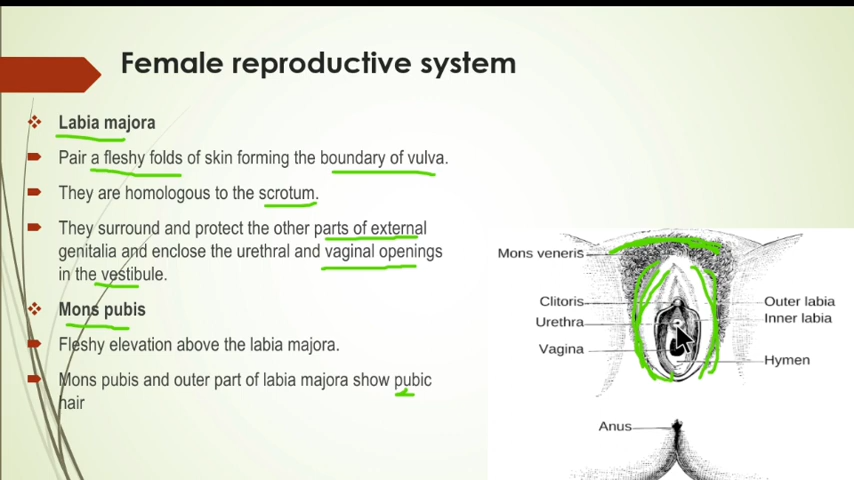 Female reproductive system
Labia majora
Pair a fleshy folds of skin forming the boundary of vulva.
They are homologous to the scrotum.
They surround and protect the other parts of external
genitalia and enclose the urethral and vaginal openings
in the vestibule.
Mons pubis
Fleshy elevation above the labia majora.
Mons pubis and outer part of labia majora show pubic
hair
Mons veneris
Clitoris
Urethra
Vagina
Outer labia
Inner labia
Hymen
Anus